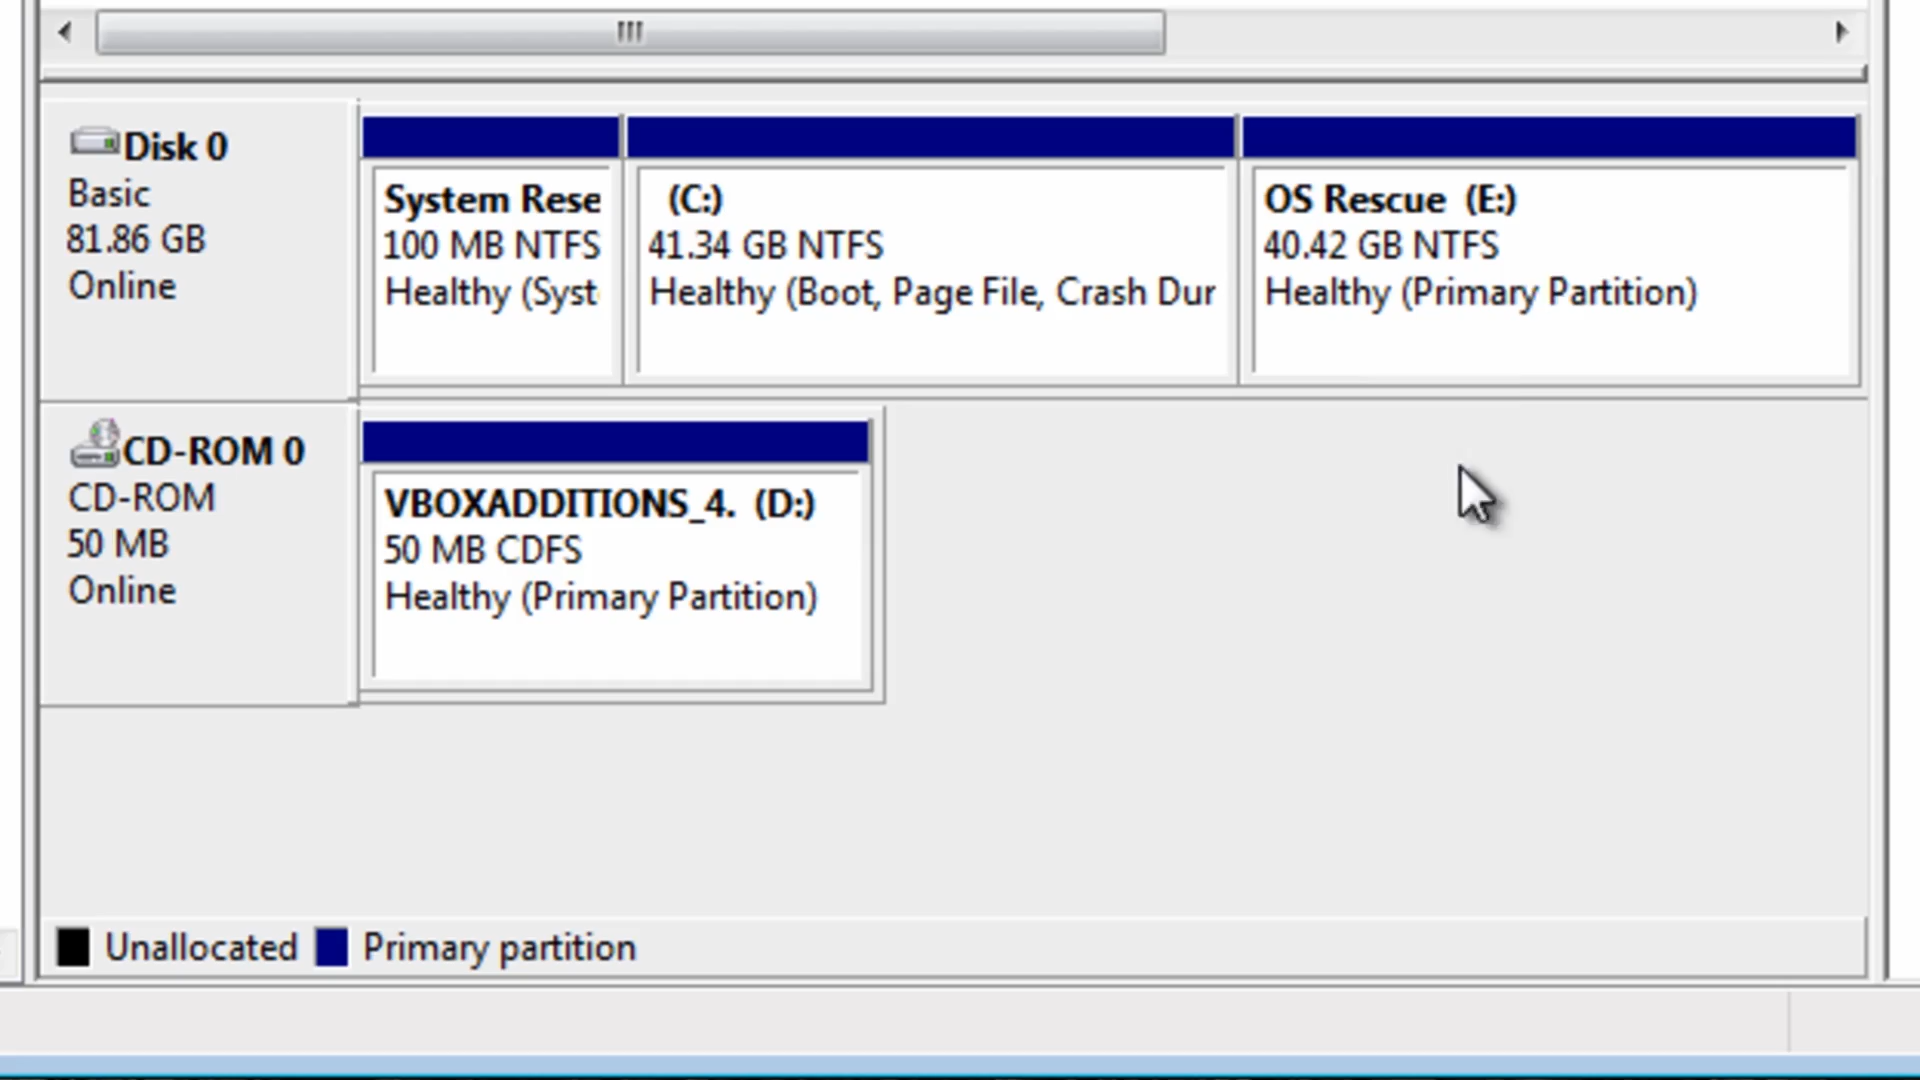 Disk 0
Basic
81.86 GB
Online
System Rese
100 MB NTFS
Healthy (Syst
(C:)
41.34 GB NTFS
Healthy (Boot, Page File, Crash Dur
OS Rescue (E:)
40.42 GB NTFS
Healthy (Primary Partition)
CD-ROM 0
CD-ROM
50 MB
Online
VBOXADDITIONS_4. (D:)
50 MB CDFS
Healthy (Primary Partition)
Unallocated
Primary partition